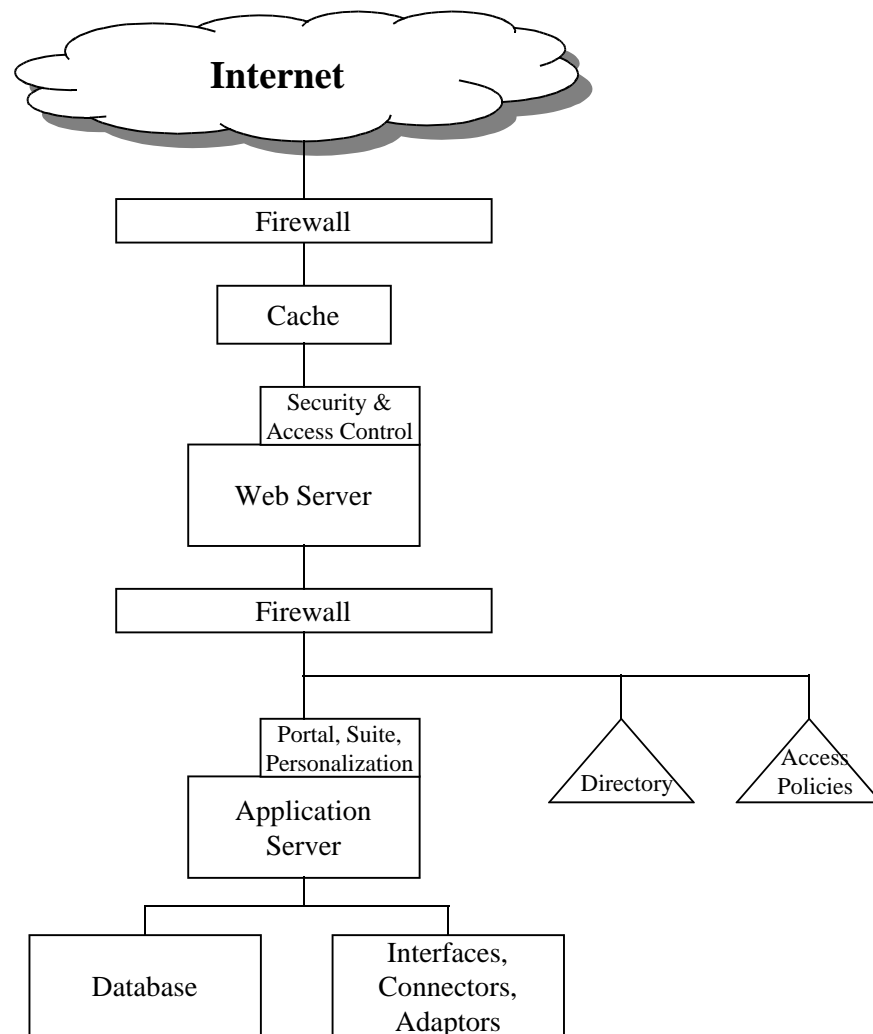 Internet
Firewall
Cache
Security &
Access Control
Web Server
Firewall
Portal, Suite,
Personalization
Application
Server
Directory
Access
Policies
Database
Interfaces,
Connectors,
Adaptors